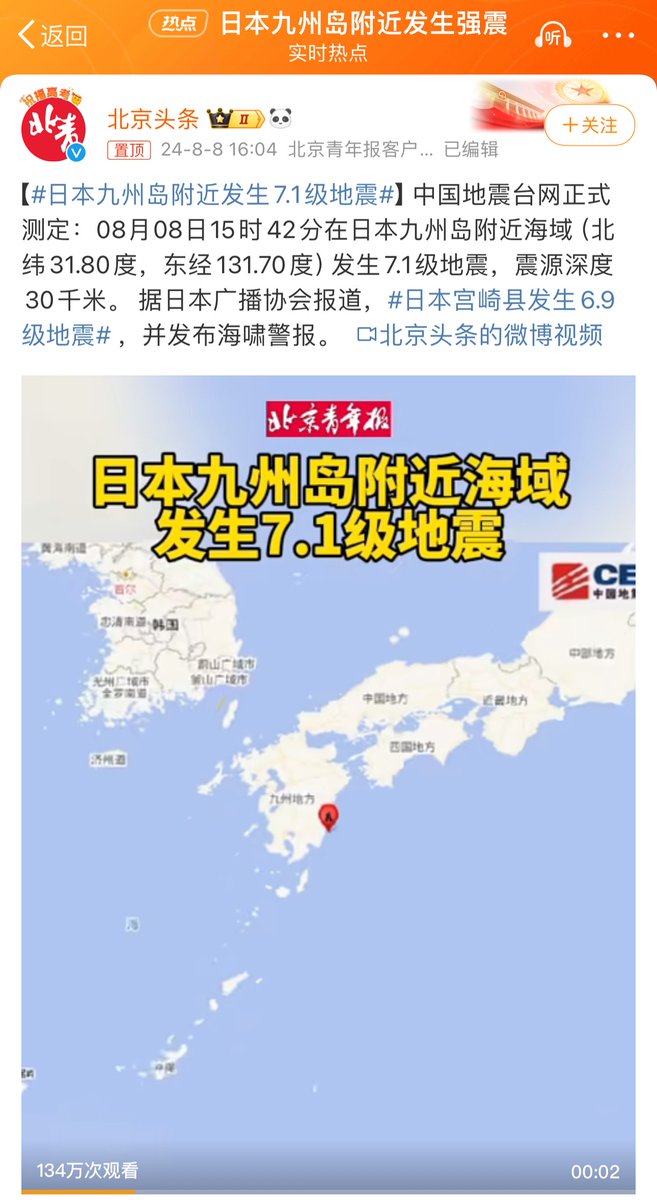 返回
热点
日本九州岛附近发生强震
实时热点
听
祝福高考
北青
北京头条
II
置顶 24-8-8 16:04 北京青年报客户... 已编辑
+关注
【#日本九州岛附近发生7.1级地震#】中国地震台网正式
测定：08月08日15时42分在日本九州岛附近海域（北
纬31.80度，东经131.70度）发生7.1级地震，震源深度
30千米。据日本广播协会报道，#日本宫崎县发生6.9
级地震#，并发布海啸警报。 北京头条的微博视频
北京青年报
日本九州岛附近海域
发生7.1级地震
黄海南道
首尔
忠清南道
韩国
蔚山广域市
釜山广域市
光州广域市
全罗南道
济州道
CE
中国地震
中部地方
中国地方
近畿地方
四国地方
九州地方
A
海
冲绳
134万次观看
00:02